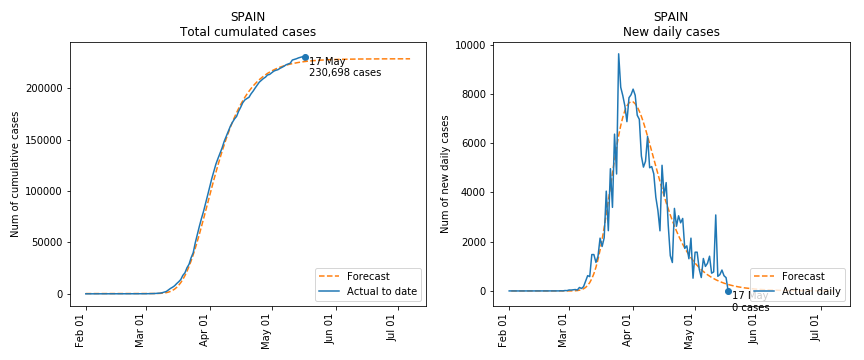 SPAIN
Total cumulated cases
Num of cumulative cases
200000
150000
100000
50000
0
17 May
230,698 cases
Forecast
Actual to date
Feb 01
Mar 01
Apr 01
May 01
Jun 01
Jul 01
SPAIN
New daily cases
Num of new daily cases
10000
8000
6000
4000
2000
0
17 May
0 cases
Forecast
Actual daily
Feb 01
Mar 01
Apr 01
May 01
Jun 01
Jul 01